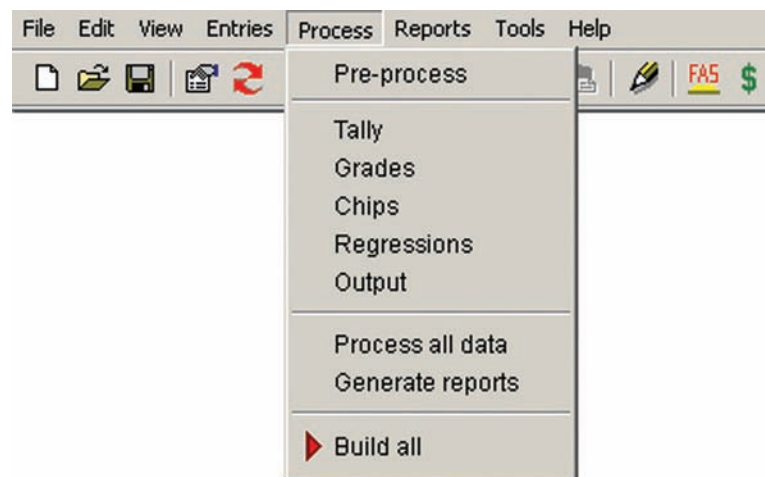 File Edit View Entries Process Reports Tools Help
FAS $
Pre-process
Tally
Grades
Chips
Regressions
Output
Process all data
Generate reports
Build all